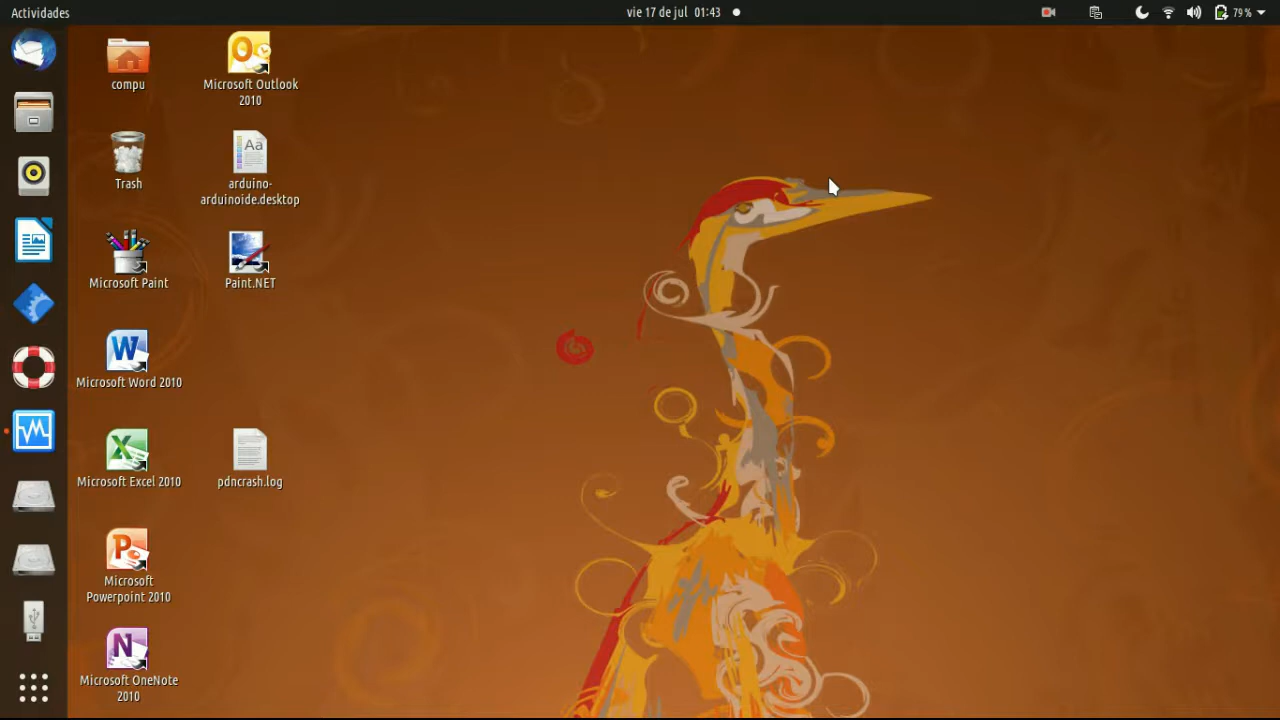 Actividades
vie 17 de jul 01:43
79 %
compu
Microsoft Outlook
2010
Trash
arduino-
arduinoide.desktop
Microsoft Paint
Paint.NET
Microsoft Word 2010
Microsoft Excel 2010
pdncrash.log
Microsoft
Powerpoint 2010
Microsoft OneNote
2010